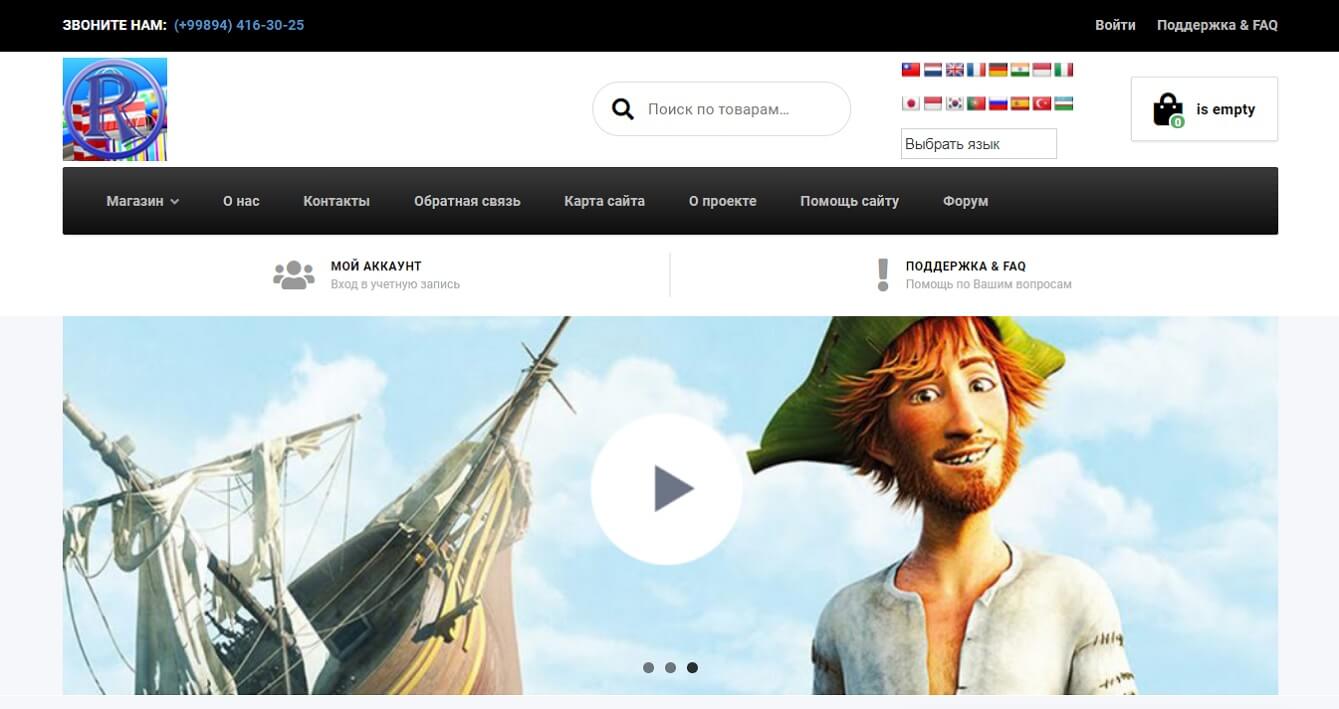 ЗВОНИТЕ НАМ: (+99894) 416-30-25
Войти
Поддержка & FAQ
R
Поиск по товарам...
Выбрать язык
0
is empty
Магазин
О нас
Контакты
Обратная связь
Карта сайта
О проекте
Помощь сайту
Форум
МОЙ АККАУНТ
Вход в учетную запись
ПОДДЕРЖКА & FAQ
Помощь по Вашим вопросам